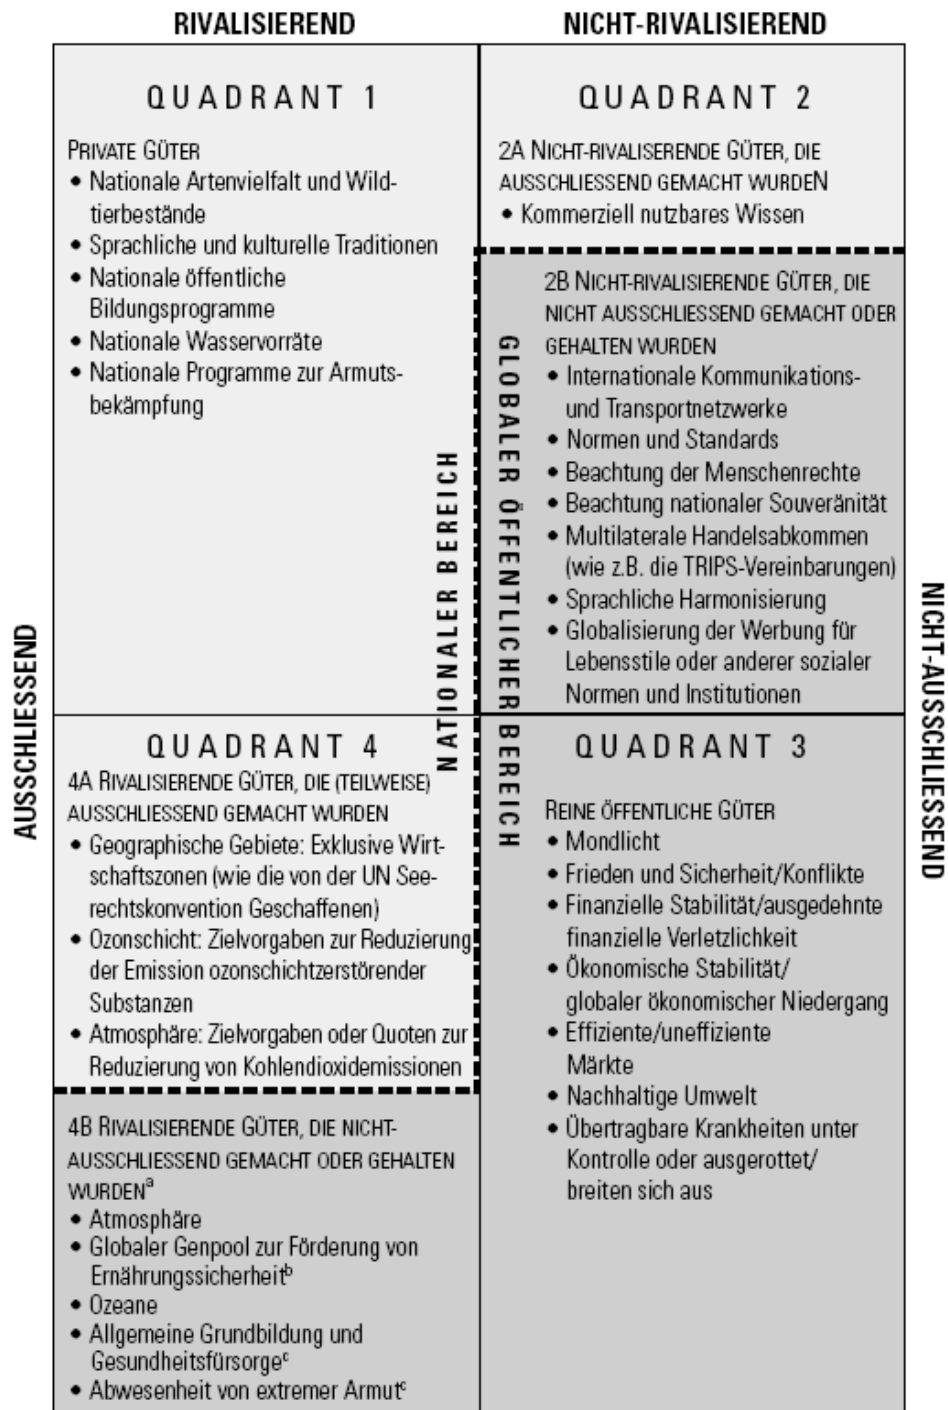 RIVALISIEREND
NICHT-RIVALISIEREND
QUADRANT 1
PRIVATE GÜTER
• Nationale Artenvielfalt und Wild-
tierbestände
• Sprachliche und kulturelle Traditionen
• Nationale öffentliche
Bildungsprogramme
• Nationale Wasservorräte
• Nationale Programme zur Armuts-
bekämpfung
QUADRANT 2
2A NICHT-RIVALISERENDE GÜTER, DIE
AUSSCHLIESSEND GEMACHT WURDEN
• Kommerziell nutzbares Wissen
2B NICHT-RIVALISIERENDE GÜTER, DIE
NICHT AUSSCHLIESSEND GEMACHT ODER
GEHALTEN WURDEN
• Internationale Kommunikations-
und Transportnetzwerke
• Normen und Standards
• Beachtung der Menschenrechte
• Beachtung nationaler Souveränität
• Multilaterale Handelsabkommen
(wie z.B. die TRIPS-Vereinbarungen)
• Sprachliche Harmonisierung
• Globalisierung der Werbung für
Lebensstile oder anderer sozialer
Normen und Institutionen
NATIONALER BEREICH
GLOBALER ÖFFENTLICHER BEREICH
AUSSCHLIESSEND
NICHT-AUSSCHLIESSEND
QUADRANT 4
4A RIVALISIERENDE GÜTER, DIE (TEILWEISE)
AUSSCHLIESSEND GEMACHT WURDEN
• Geographische Gebiete: Exklusive Wirt-
schaftszonen (wie die von der UN See-
rechtskonvention Geschaffenen)
• Ozonschicht: Zielvorgaben zur Reduzierung
der Emission ozonschichtzerstörender
Substanzen
• Atmosphäre: Zielvorgaben oder Quoten zur
Reduzierung von Kohlendioxidemissionen
4B RIVALISIERENDE GÜTER, DIE NICHT-
AUSSCHLIESSEND GEMACHT ODER GEHALTEN
WURDENᵃ
• Atmosphäre
• Globaler Genpool zur Förderung von
Ernährungssicherheitᵇ
• Ozeane
• Allgemeine Grundbildung und
Gesundheitsfürsorgeᶜ
• Abwesenheit von extremer Armutᶜ
QUADRANT 3
REINE ÖFFENTLICHE GÜTER
• Mondlicht
• Frieden und Sicherheit/Konflikte
• Finanzielle Stabilität/ausgedehnte
finanzielle Verletzlichkeit
• Ökonomische Stabilität/
globaler ökonomischer Niedergang
• Effiziente/uneffiziente
Märkte
• Nachhaltige Umwelt
• Übertragbare Krankheiten unter
Kontrolle oder ausgerottet/
breiten sich aus